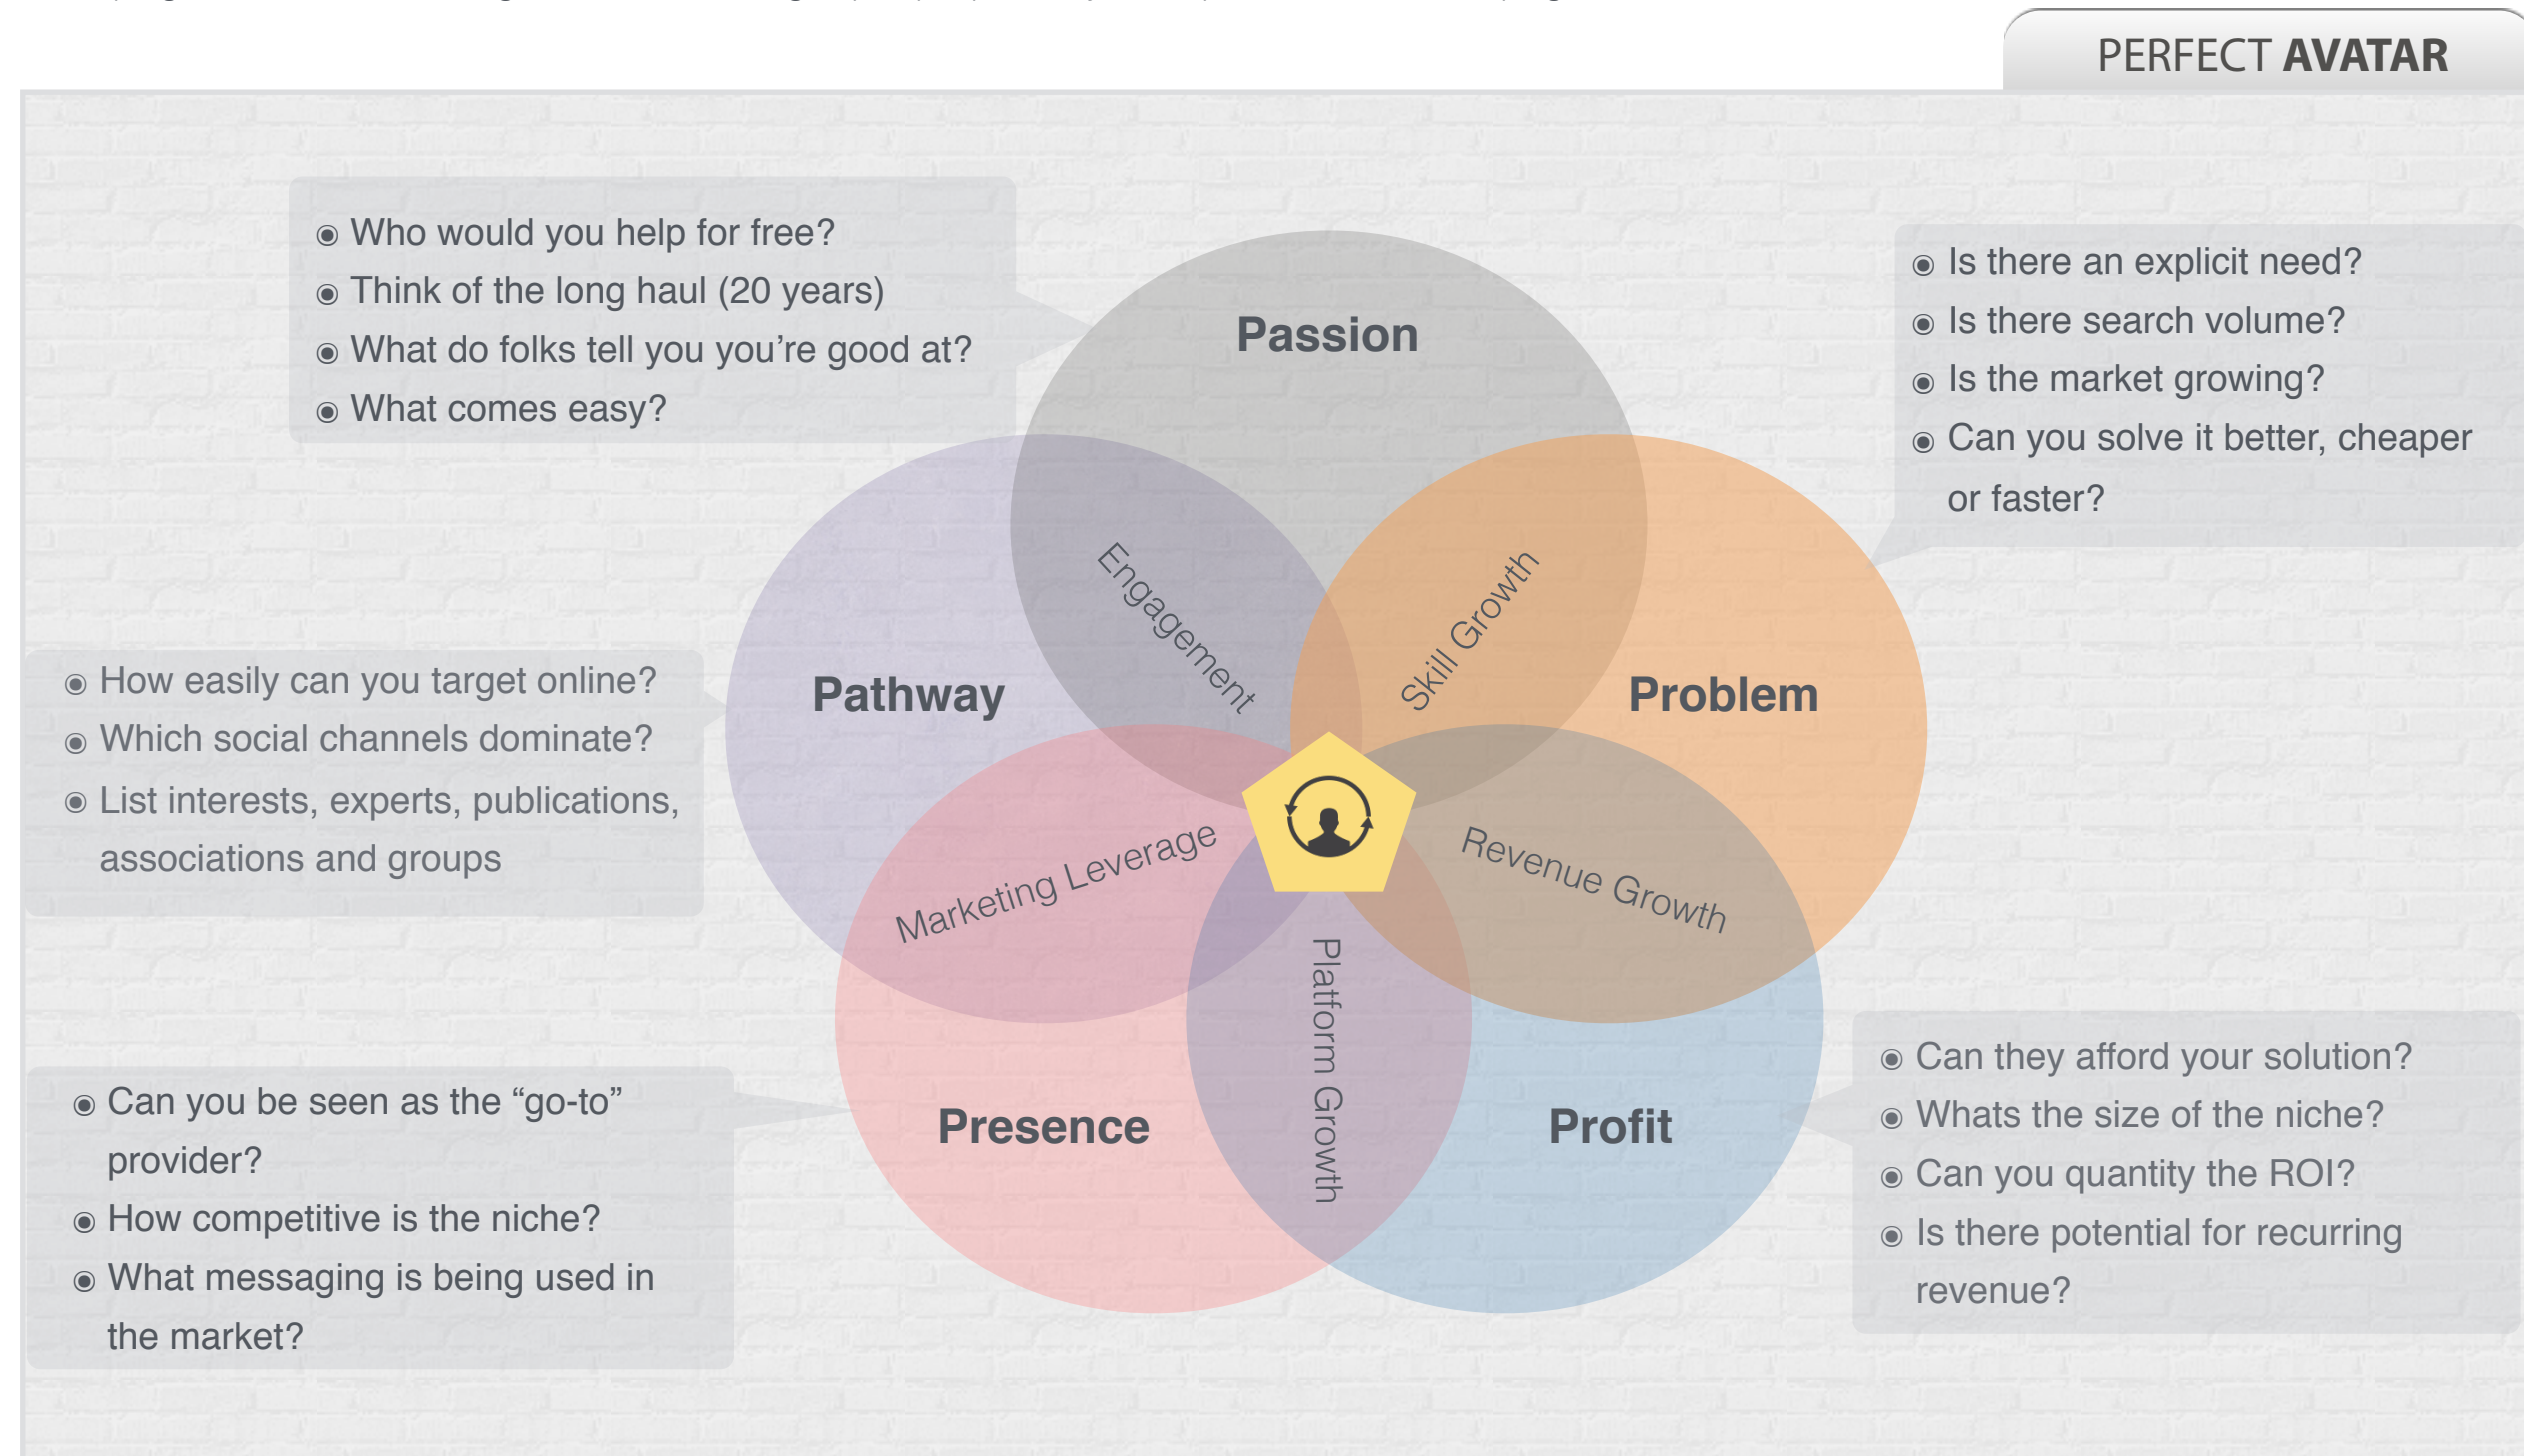 PERFECT AVATAR
◉ Who would you help for free?
◉ Think of the long haul (20 years)
◉ What do folks tell you you’re good at?
◉ What comes easy?
Passion
◉ Is there an explicit need?
◉ Is there search volume?
◉ Is the market growing?
◉ Can you solve it better, cheaper
or faster?
Engagement
Skill Growth
◉ How easily can you target online?
◉ Which social channels dominate?
◉ List interests, experts, publications,
associations and groups
Pathway
Problem
Marketing Leverage
Revenue Growth
Platform Growth
◉ Can you be seen as the “go-to”
provider?
◉ How competitive is the niche?
◉ What messaging is being used in
the market?
Presence
Profit
◉ Can they afford your solution?
◉ Whats the size of the niche?
◉ Can you quantity the ROI?
◉ Is there potential for recurring
revenue?